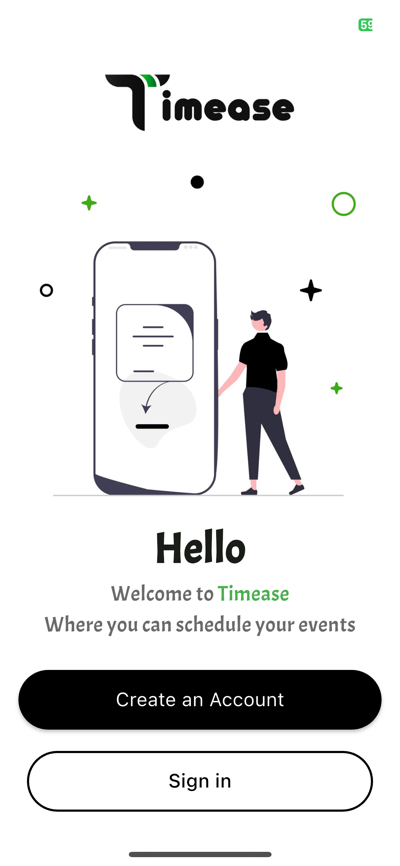 59
Timease
Hello
Welcome to Timease
Where you can schedule your events
Create an Account
Sign in